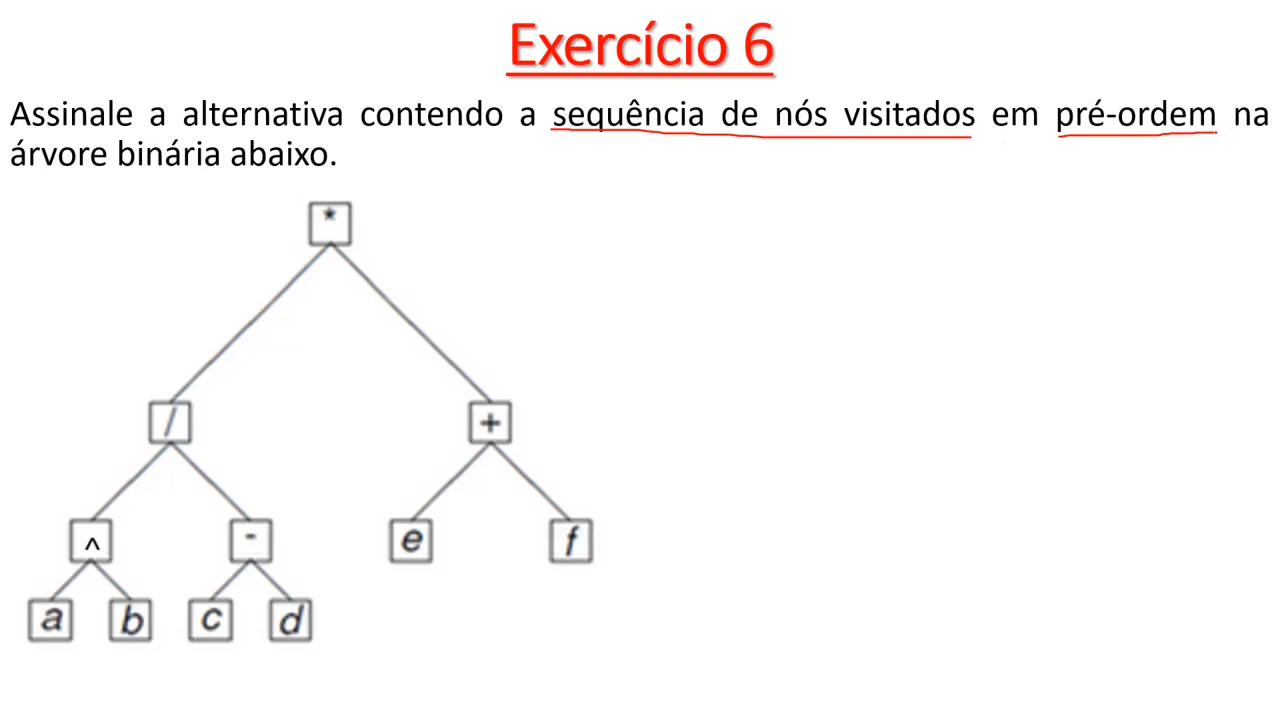 Exercício 6
Assinale a alternativa contendo a sequência de nós visitados em pré-ordem na
árvore binária abaixo.
*
/ +
^ - e f
a b c d